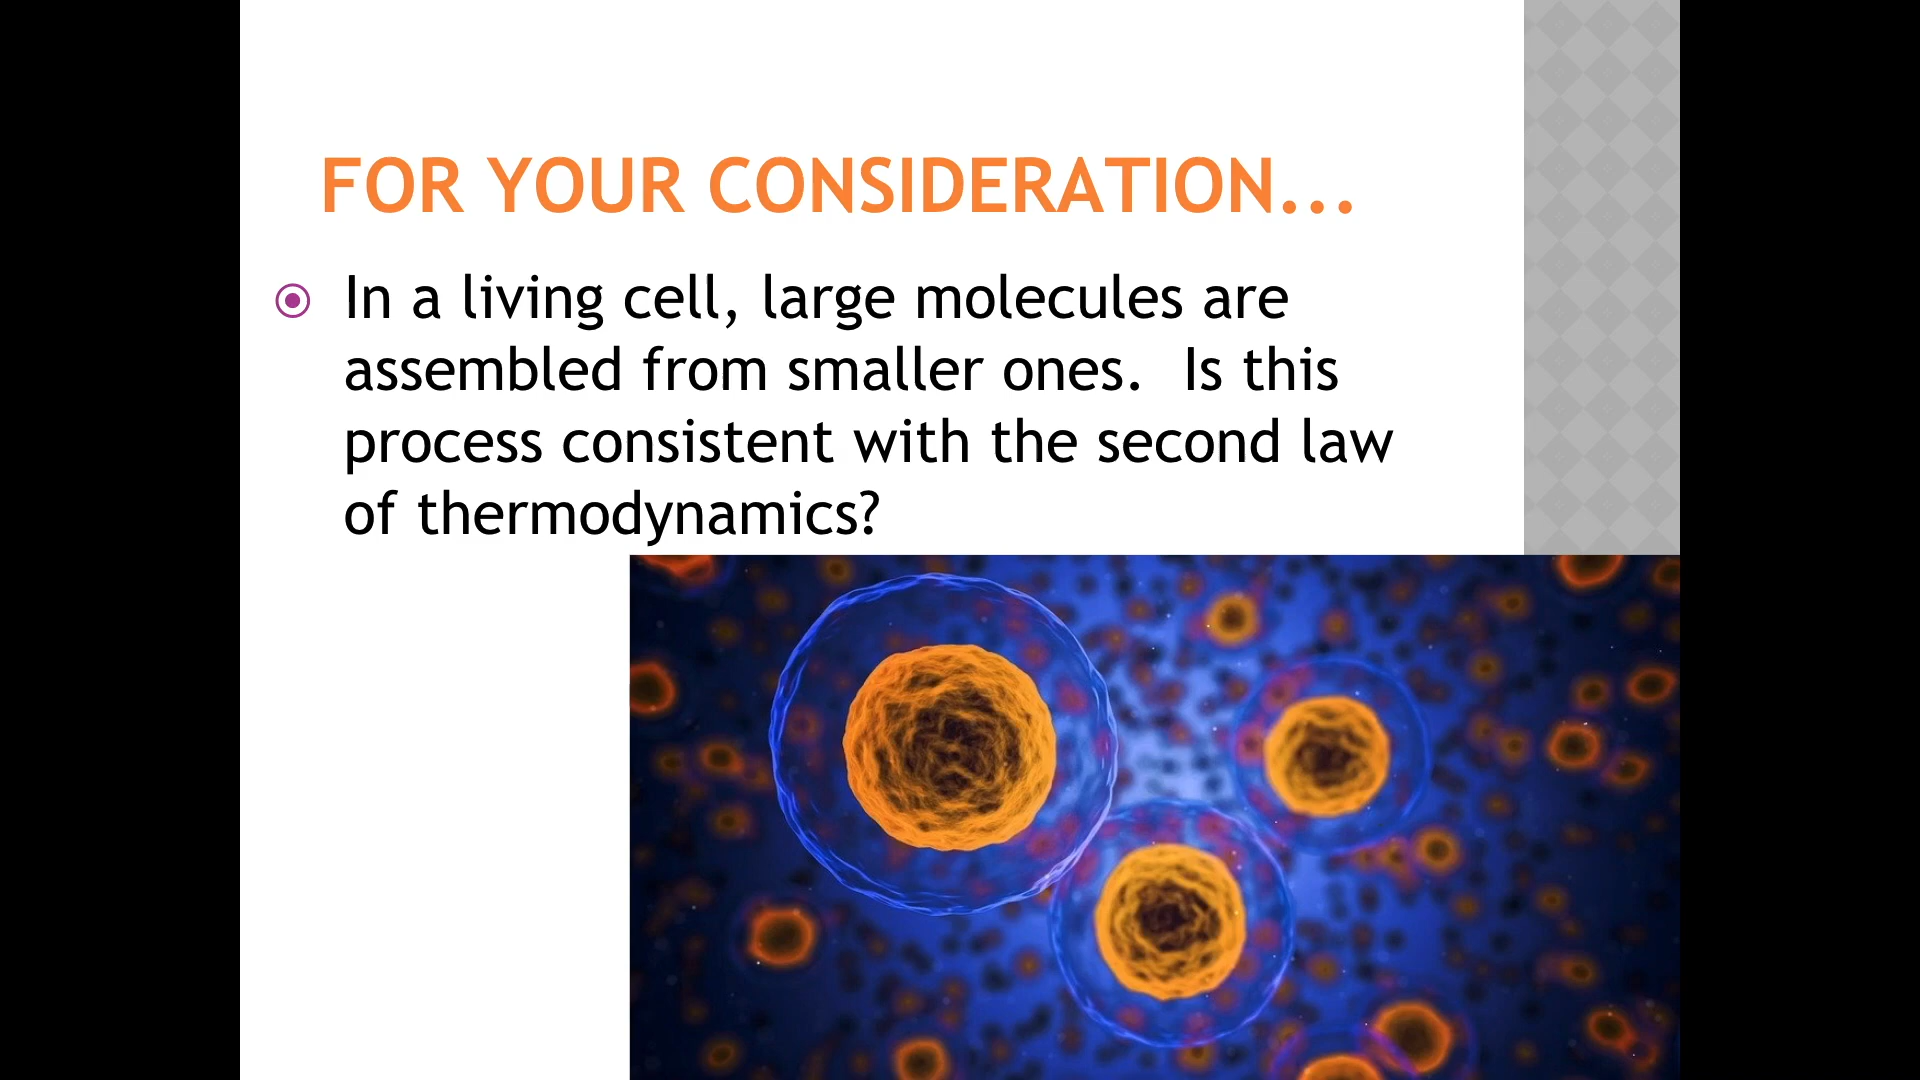 FOR YOUR CONSIDERATION...
In a living cell, large molecules are
assembled from smaller ones.  Is this
process consistent with the second law
of thermodynamics?